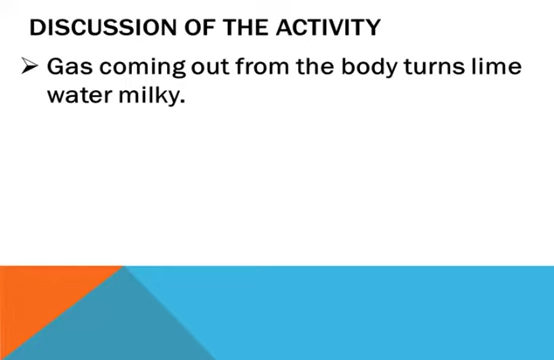 DISCUSSION OF THE ACTIVITY
➢ Gas coming out from the body turns lime
water milky.